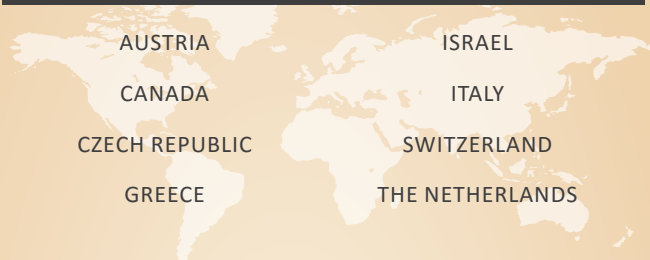 AUSTRIA
CANADA
CZECH REPUBLIC
GREECE
ISRAEL
ITALY
SWITZERLAND
THE NETHERLANDS